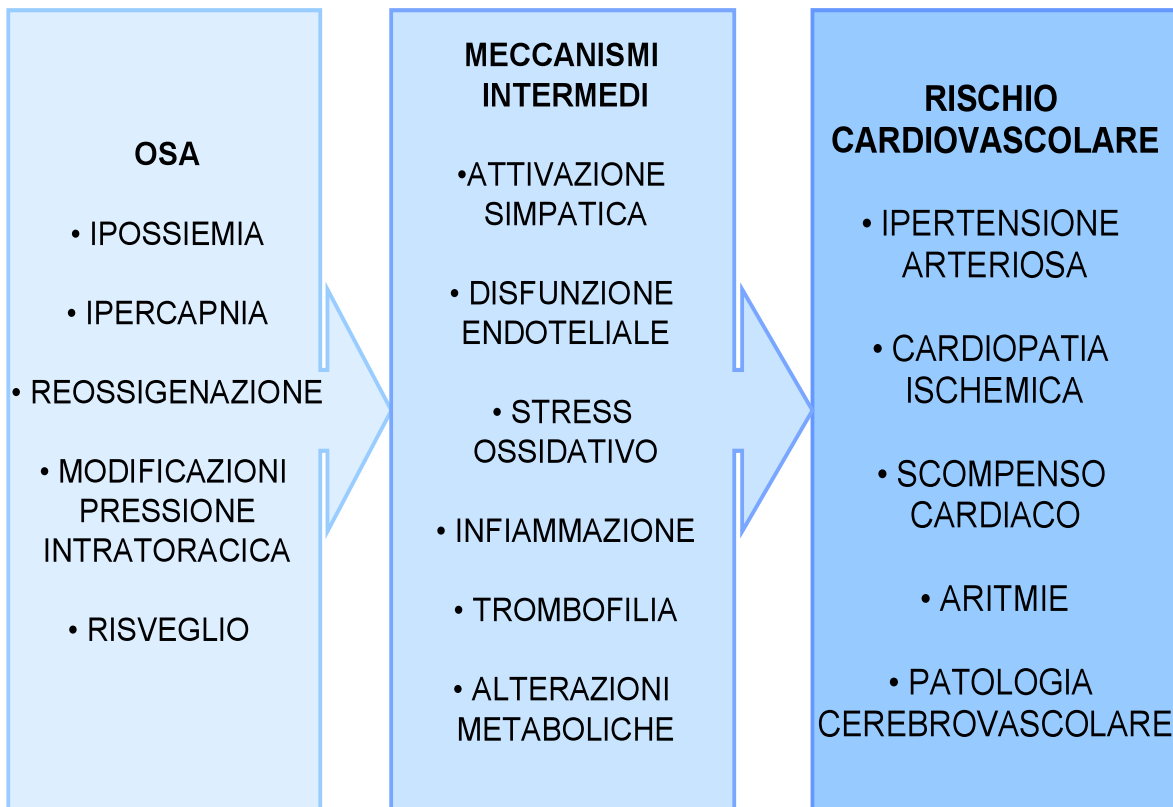 OSA
• IPOSSIEMIA
• IPERCAPNIA
• REOSSIGENAZIONE
• MODIFICAZIONI
PRESSIONE
INTRATORACICA
• RISVEGLIO
MECCANISMI
INTERMEDI
•ATTIVAZIONE
SIMPATICA
• DISFUNZIONE
ENDOTELIALE
• STRESS
OSSIDATIVO
• INFIAMMAZIONE
• TROMBOFILIA
• ALTERAZIONI
METABOLICHE
RISCHIO
CARDIOVASCOLARE
• IPERTENSIONE
ARTERIOSA
• CARDIOPATIA
ISCHEMICA
• SCOMPENSO
CARDIACO
• ARITMIE
• PATOLOGIA
CEREBROVASCOLARE